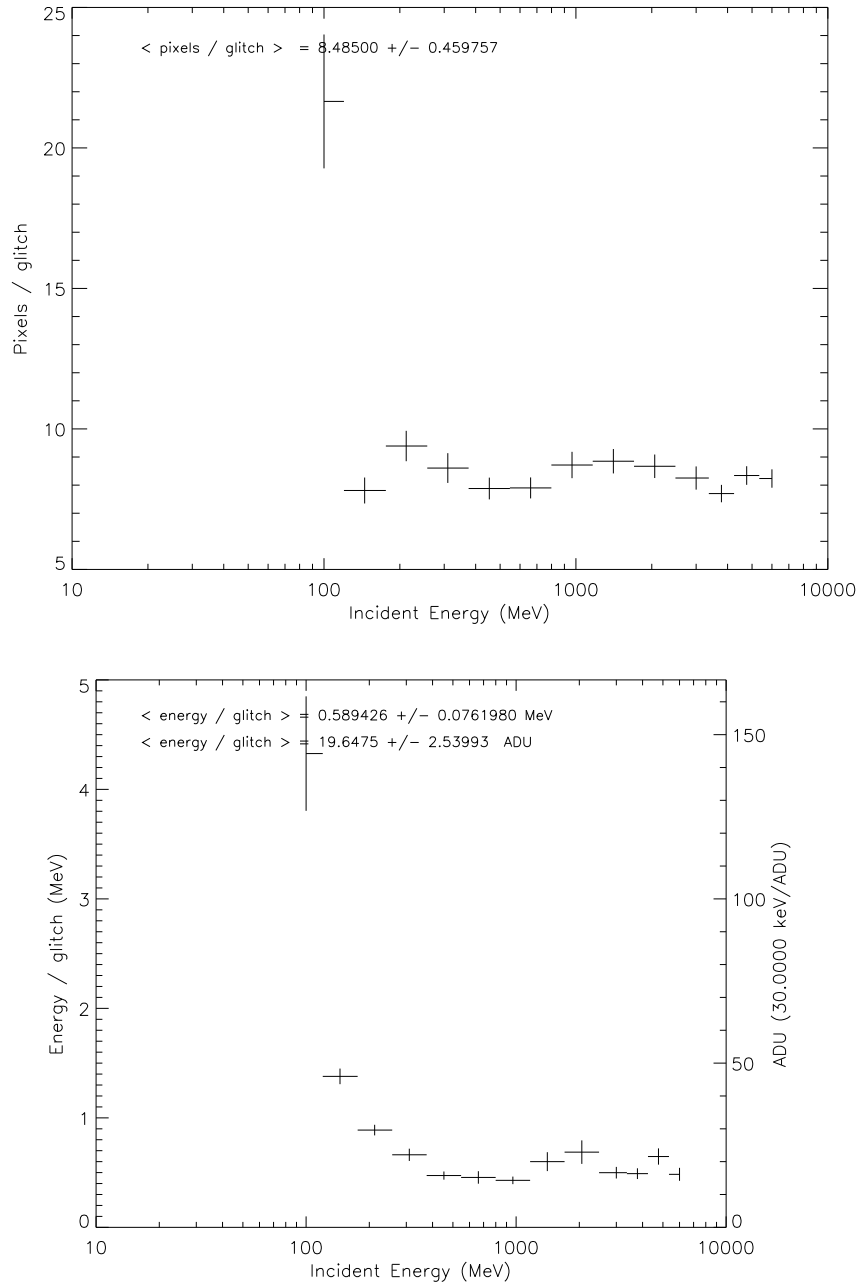 25
< pixels / glitch > = 8.48500 +/− 0.459757
20
Pixels / glitch
15
10
5
10 100 1000 10000
Incident Energy (MeV)
5
< energy / glitch > = 0.589426 +/− 0.0761980 MeV
< energy / glitch > = 19.6475 +/− 2.53993 ADU
150
4
Energy / glitch (MeV)
3
100
ADU (30.0000 keV/ADU)
2
50
1
0
0
10 100 1000 10000
Incident Energy (MeV)